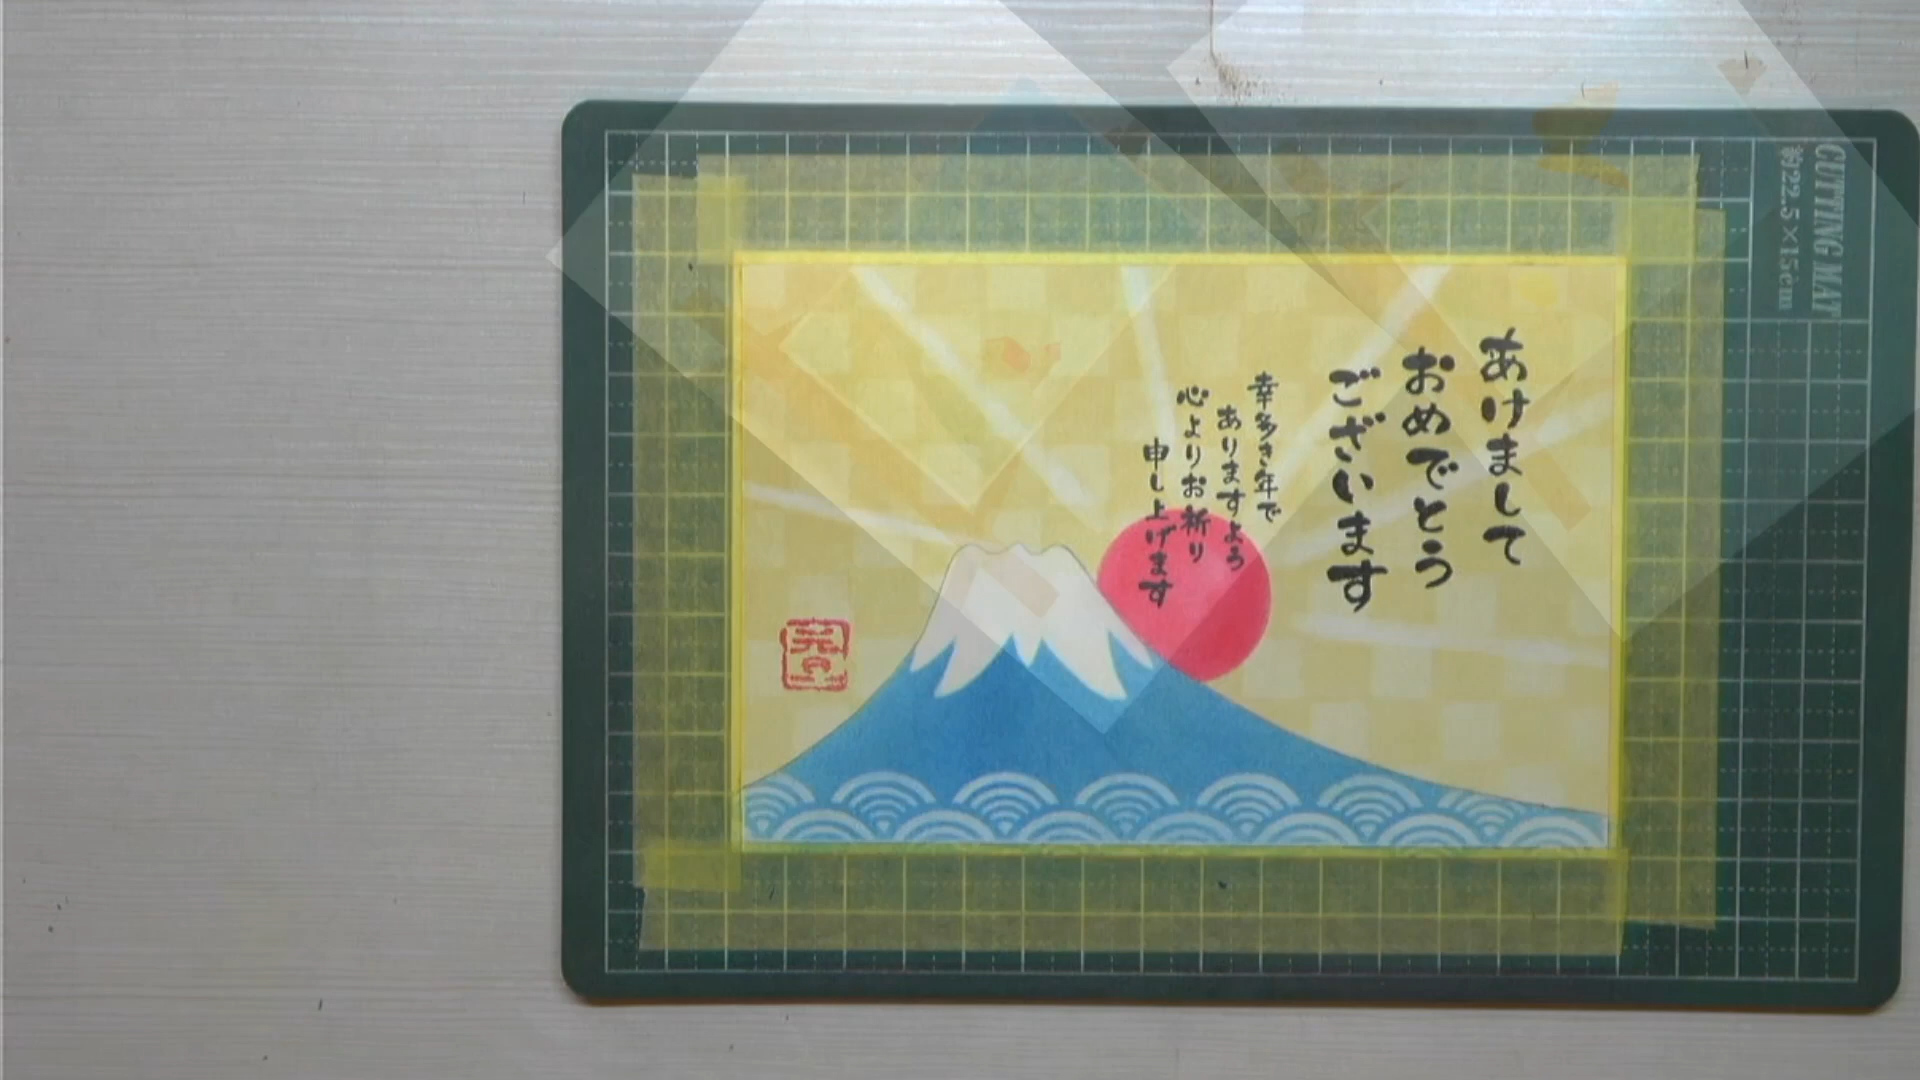 あけまして
おめでとう
ございます
幸多き年で
ありますよう
心よりお祈り
申し上げます
元旦
CUTTING MAT
約22.5×15cm